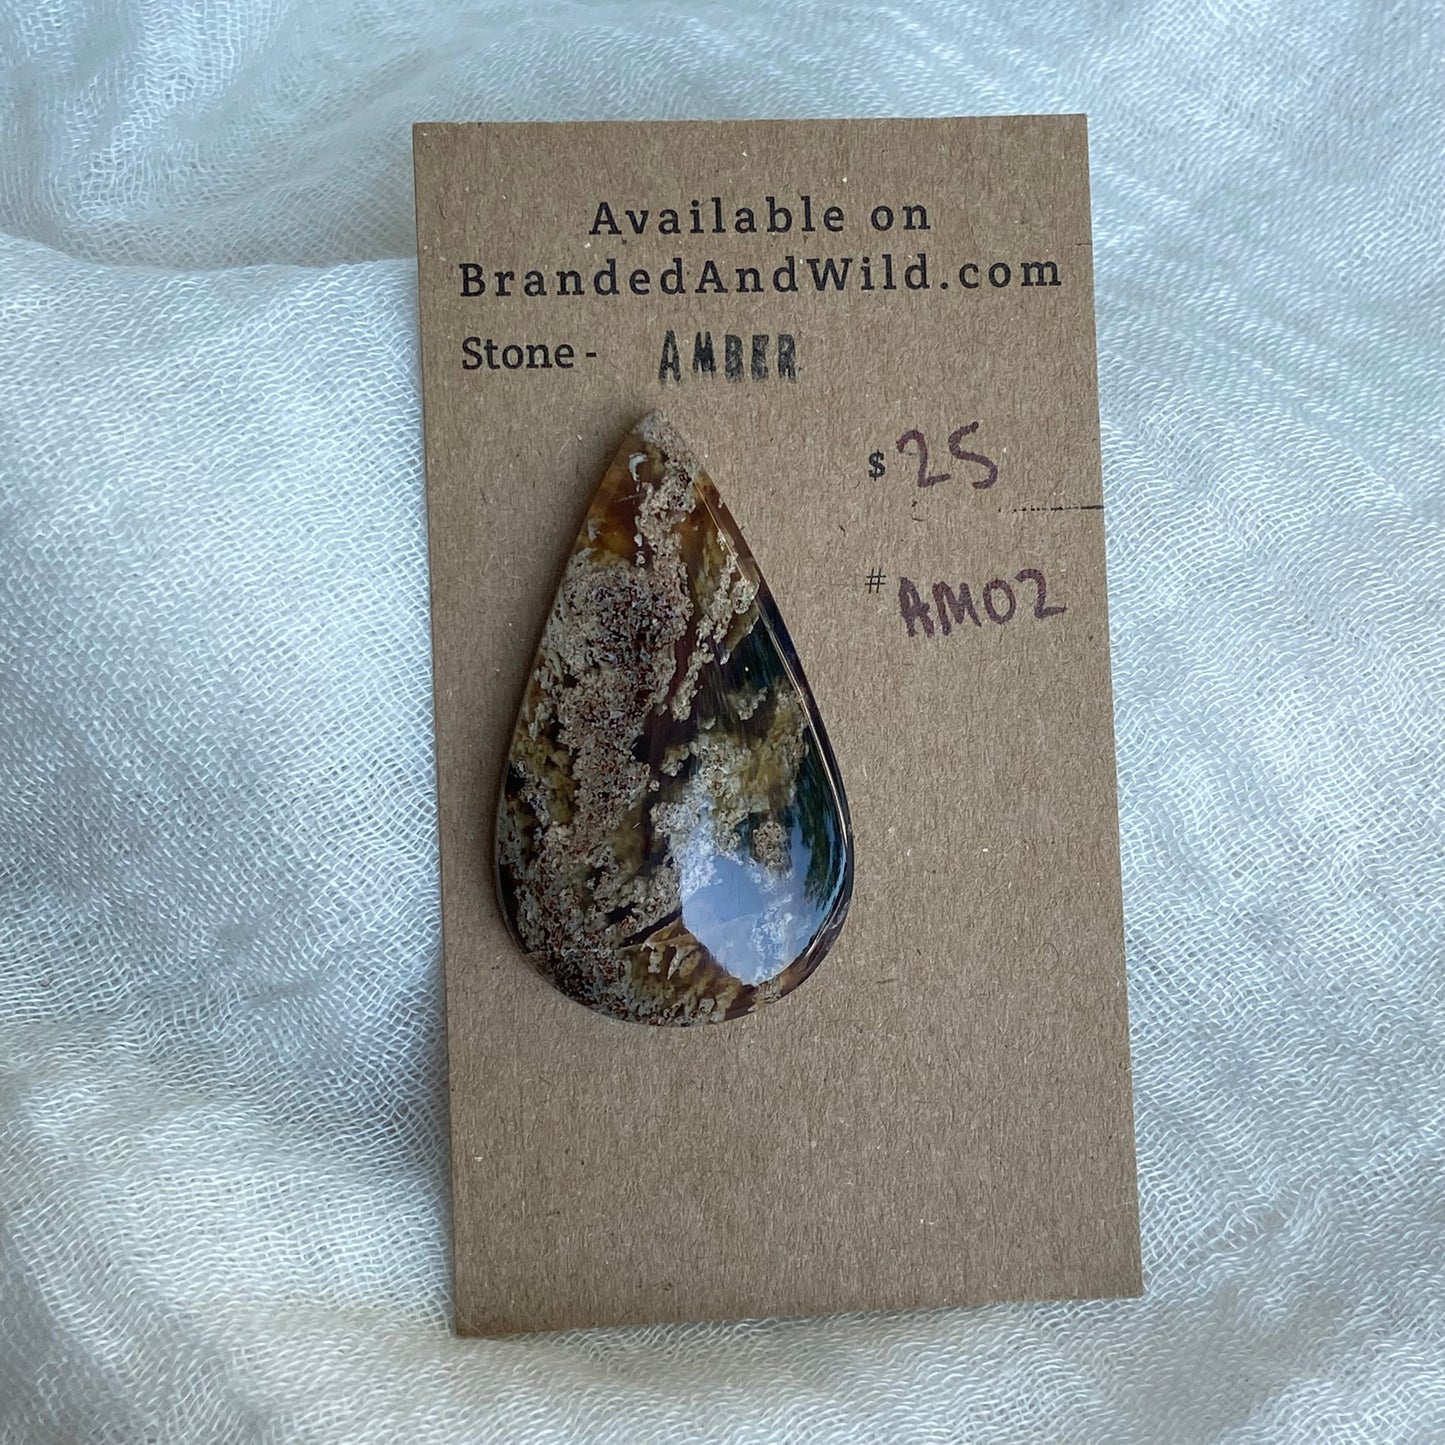 Available on
BrandedAndWild.com
Stone - AMBER
$ 25
# AM02